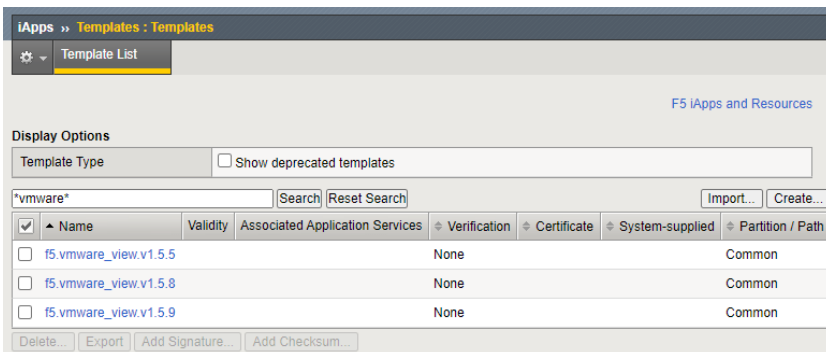 iApps ›› Templates : Templates
Template List
F5 iApps and Resources
Display Options
Template Type Show deprecated templates
*vmware* Search Reset Search Import... Create...
Name Validity Associated Application Services Verification Certificate System-supplied Partition / Path
f5.vmware_view.v1.5.5 None Common
f5.vmware_view.v1.5.8 None Common
f5.vmware_view.v1.5.9 None Common
Delete... Export Add Signature... Add Checksum...